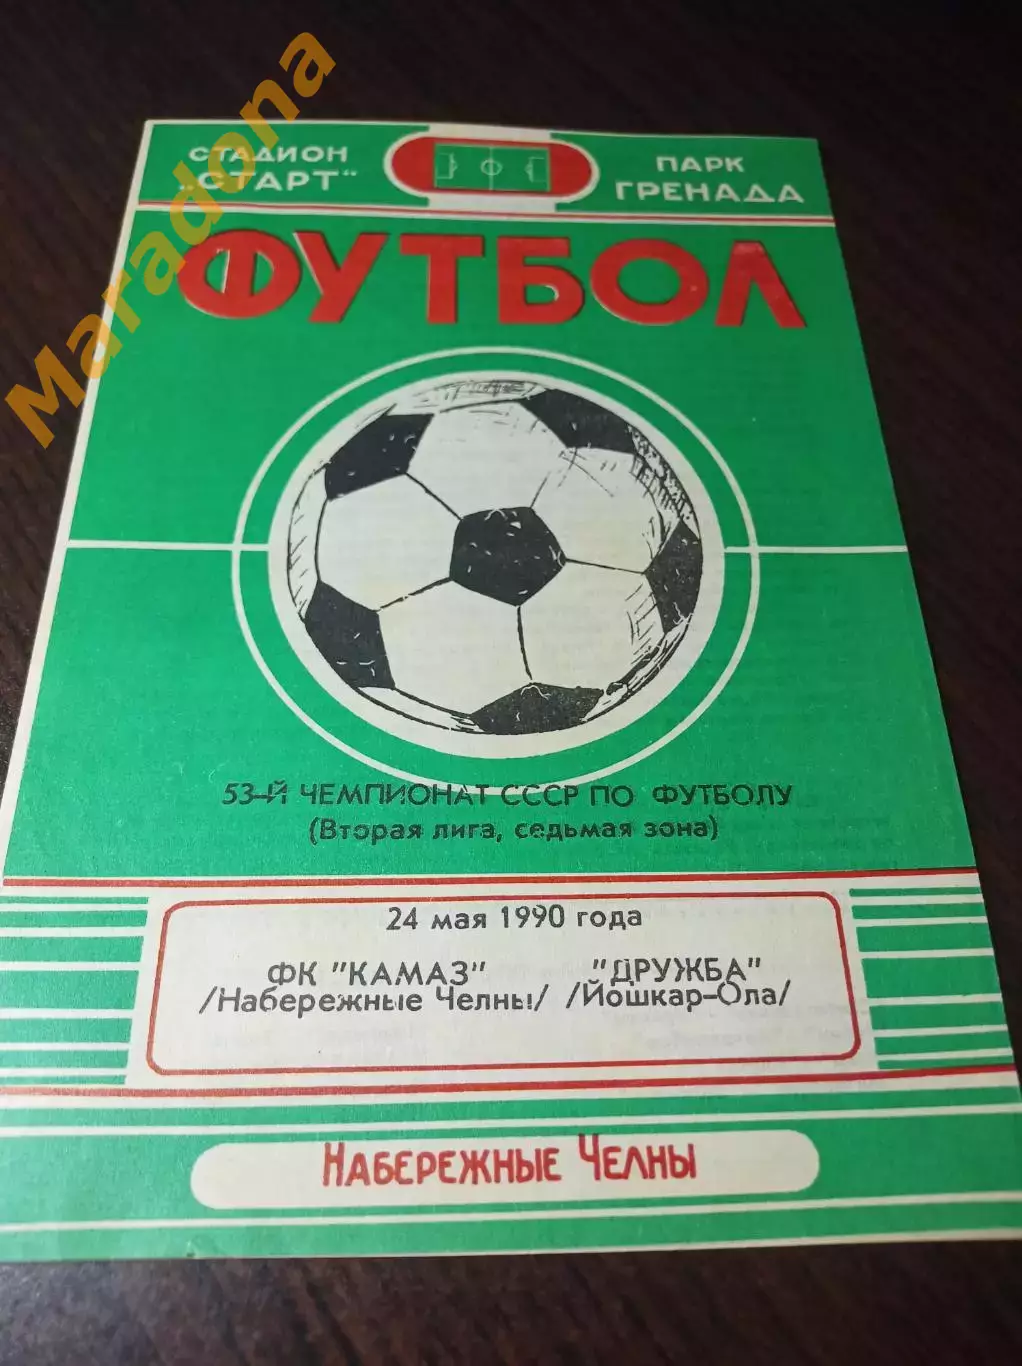 Maradona
СТАДИОН
„СТАРТ"
ПАРК
ГРЕНАДА
ФУТБОЛ
53-Й ЧЕМПИОНАТ СССР ПО ФУТБОЛУ
(Вторая лига, седьмая зона)
24 мая 1990 года
ФК "КАМАЗ" "ДРУЖБА"
/Набережные Челны/ /Йошкар-Ола/
НАБЕРЕЖНЫЕ ЧЕЛНЫ